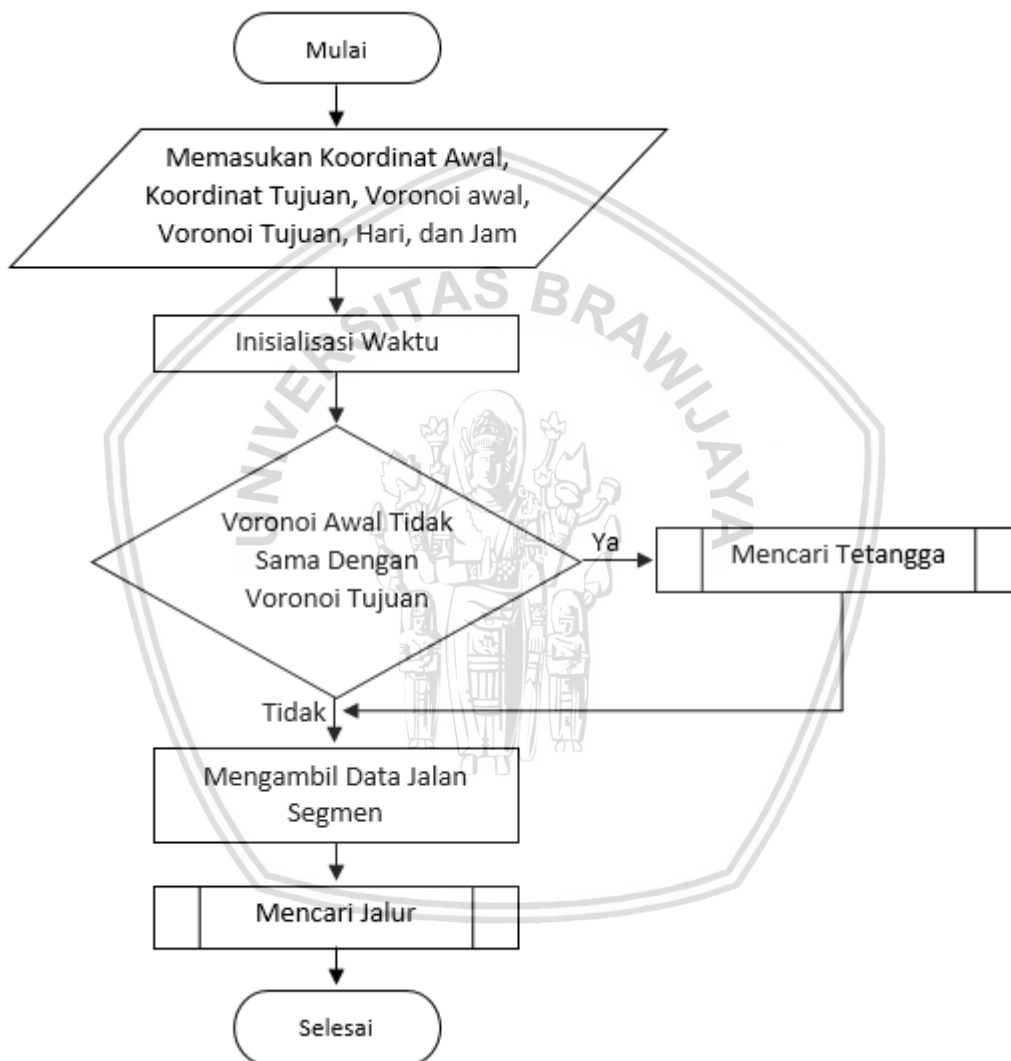 Mulai
Memasukan Koordinat Awal,
Koordinat Tujuan, Voronoi awal,
Voronoi Tujuan, Hari, dan Jam
UNIVERSITAS BRAWIJAYA
Inisialisasi Waktu
Voronoi Awal Tidak
Sama Dengan
Voronoi Tujuan
Ya
Mencari Tetangga
Tidak
Mengambil Data Jalan
Segmen
Mencari Jalur
Selesai